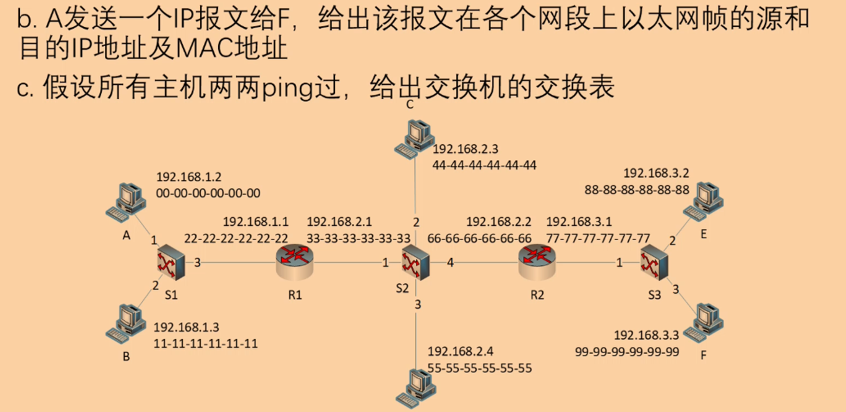 b. A发送一个IP报文给F，给出该报文在各个网段上以太网帧的源和
目的IP地址及MAC地址
c. 假设所有主机两两ping过，给出交换机的交换表
C
192.168.2.3
44-44-44-44-44-44
192.168.1.2
00-00-00-00-00-00
192.168.3.2
88-88-88-88-88-88
A
1
192.168.1.1
22-22-22-22-22-22
192.168.2.1
33-33-33-33-33-33
2
192.168.2.2
66-66-66-66-66-66
192.168.3.1
77-77-77-77-77-77
2
E
3
1
4
1
2
S1
R1
S2
3
R2
S3
3
192.168.1.3
11-11-11-11-11-11
B
192.168.2.4
55-55-55-55-55-55
192.168.3.3
99-99-99-99-99-99
F